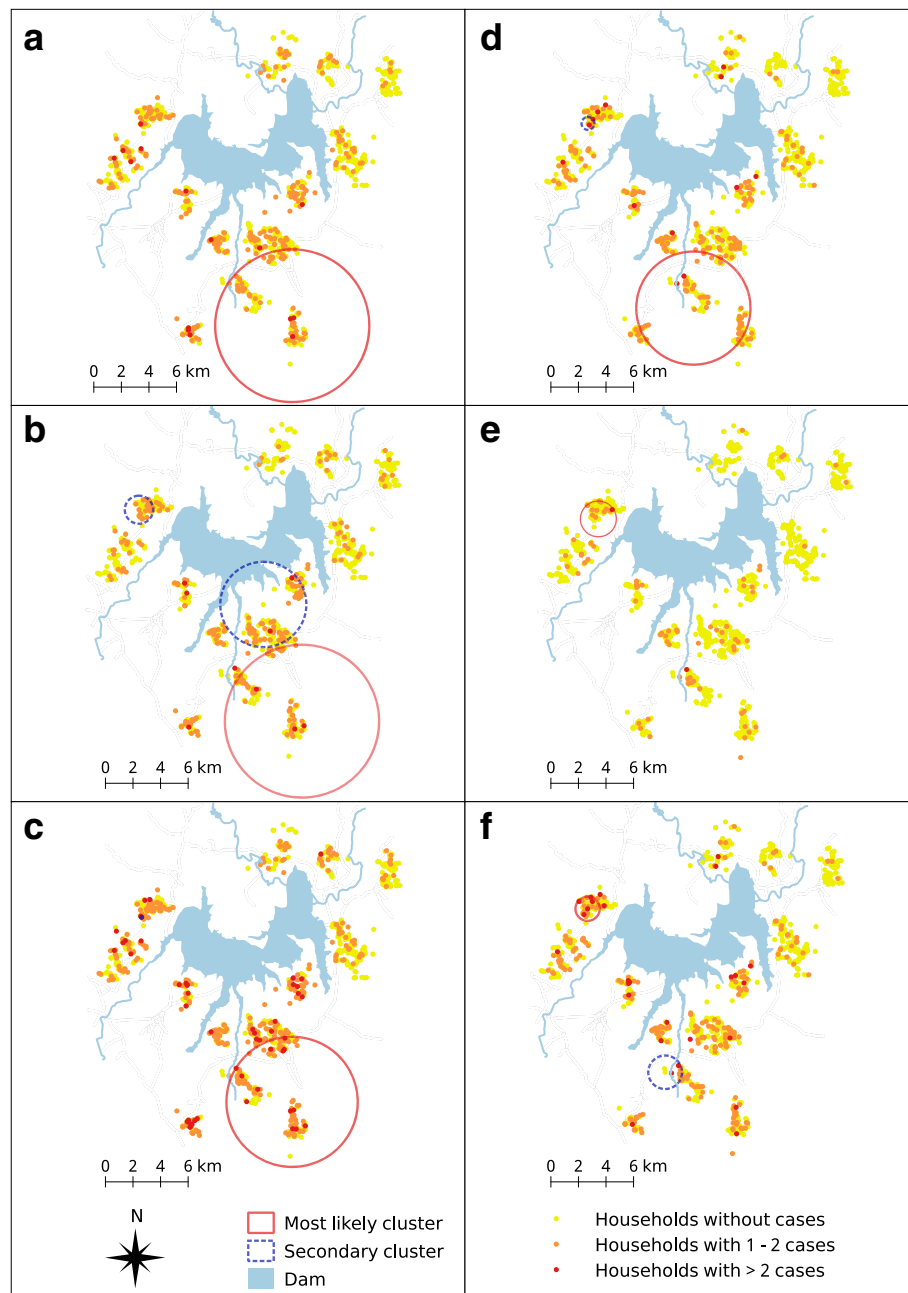 a
0 2 4 6 km
d
0 2 4 6 km
b
0 2 4 6 km
e
0 2 4 6 km
c
0 2 4 6 km
f
0 2 4 6 km
N
Most likely cluster
Secondary cluster
Dam
Households without cases
Households with 1 - 2 cases
Households with > 2 cases